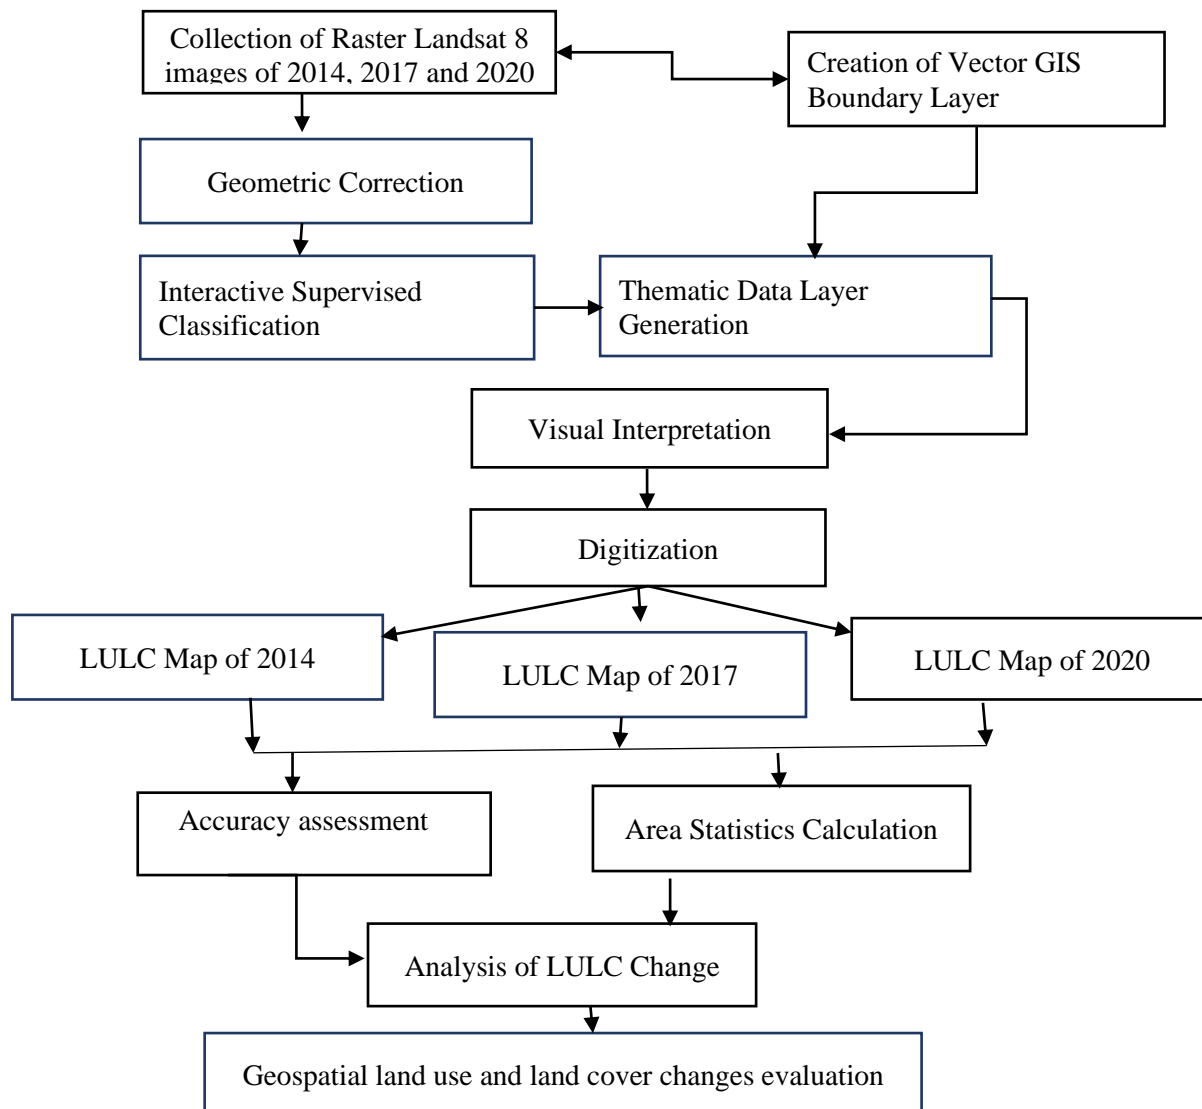 Collection of Raster Landsat 8
images of 2014, 2017 and 2020
Creation of Vector GIS
Boundary Layer
Geometric Correction
Interactive Supervised
Classification
Thematic Data Layer
Generation
Visual Interpretation
Digitization
LULC Map of 2014
LULC Map of 2017
LULC Map of 2020
Accuracy assessment
Area Statistics Calculation
Analysis of LULC Change
Geospatial land use and land cover changes evaluation